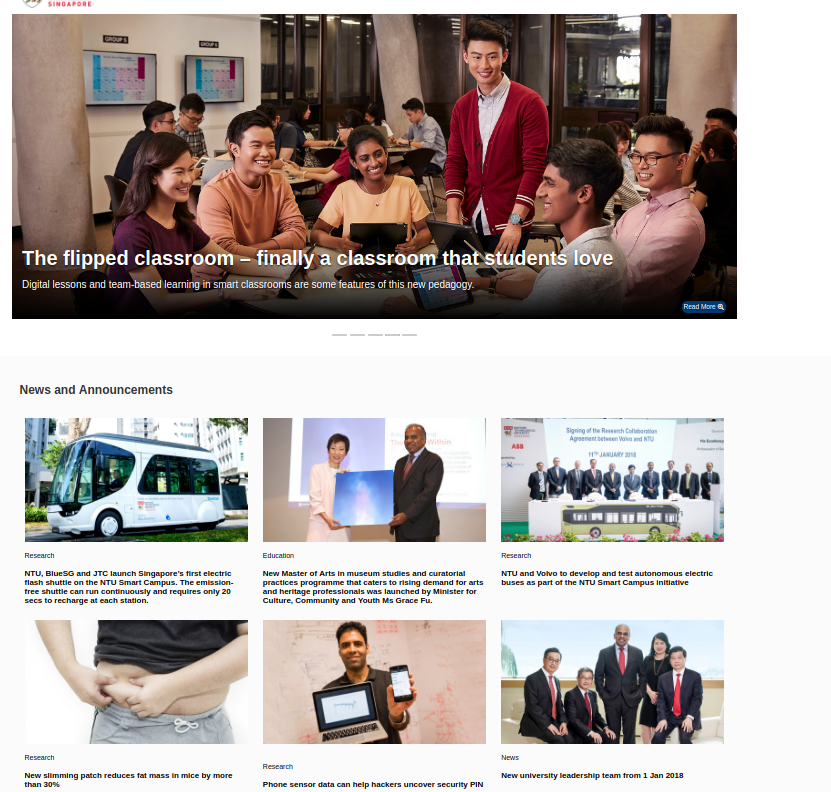 SINGAPORE
GROUP 5
GROUP 6
The flipped classroom – finally a classroom that students love
Digital lessons and team-based learning in smart classrooms are some features of this new pedagogy.
Read More
News and Announcements
ABB
Signing of the Research Collaboration
Agreement between Volvo and NTU
11TH JANUARY 2018
Research
NTU, BlueSG and JTC launch Singapore's first electric
flash shuttle on the NTU Smart Campus. The emission-
free shuttle can run continuously and requires only 20
secs to recharge at each station.
Education
New Master of Arts in museum studies and curatorial
practices programme that caters to rising demand for arts
and heritage professionals was launched by Minister for
Culture, Community and Youth Ms Grace Fu.
Research
NTU and Volvo to develop and test autonomous electric
buses as part of the NTU Smart Campus initiative
Research
New slimming patch reduces fat mass in mice by more
than 30%
Research
Phone sensor data can help hackers uncover security PIN
News
New university leadership team from 1 Jan 2018